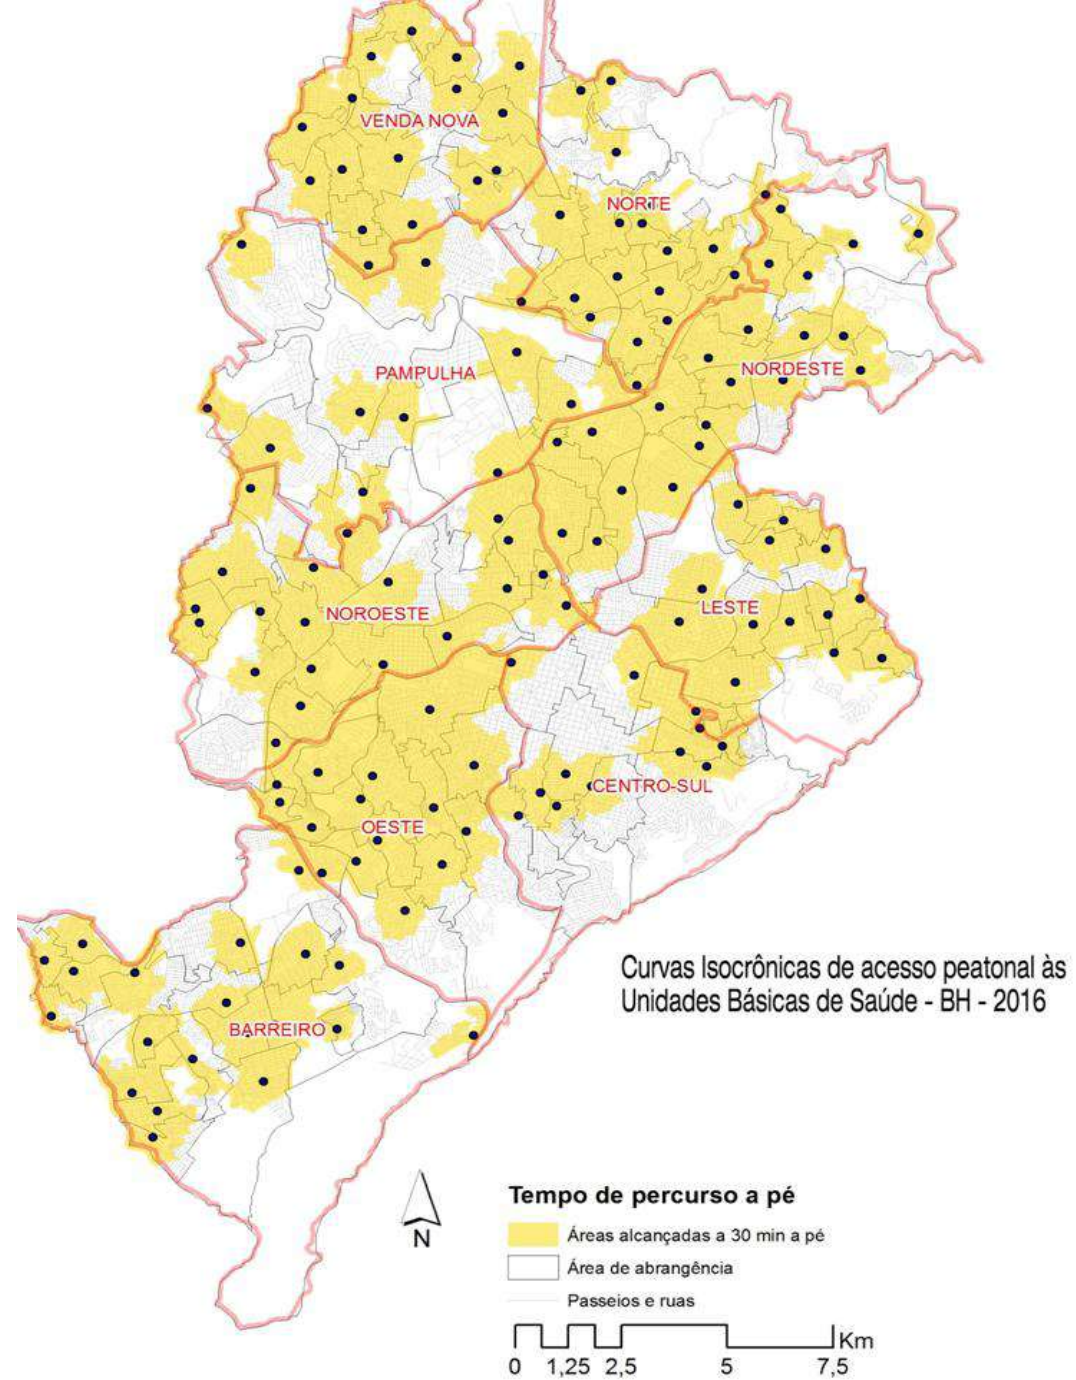 VENDA NOVA
NORTE
PAMPULHA
NORDESTE
NOROESTE
LESTE
CENTRO-SUL
OESTE
Curvas Isocrônicas de acesso peatonal às
Unidades Básicas de Saúde - BH - 2016
BARREIRO
N
Tempo de percurso a pé
Áreas alcançadas a 30 min a pé
Área de abrangência
Passeios e ruas
Km
0 1,25 2,5 5 7,5